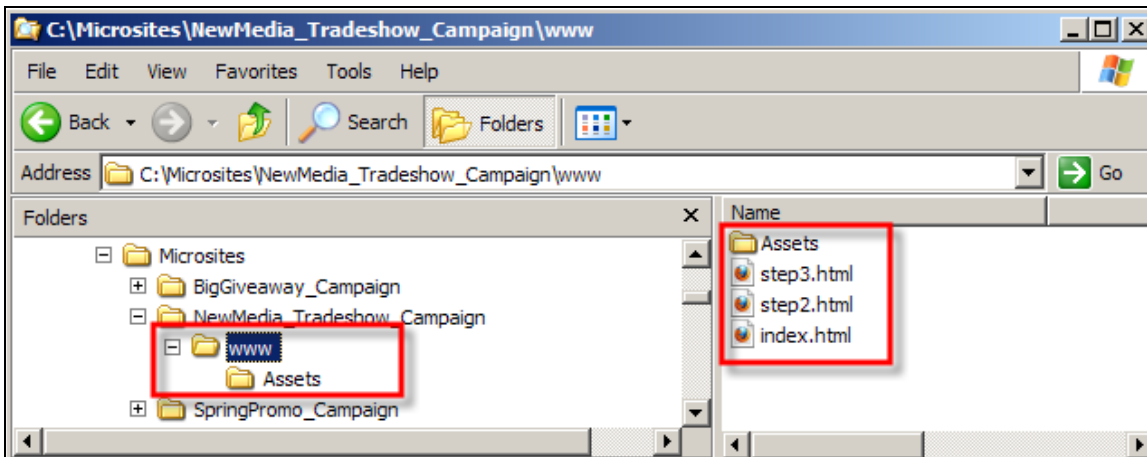 C:\Microsites\NewMedia_Tradeshow_Campaign\www
File Edit View Favorites Tools Help
Back Search Folders
Address C:\Microsites\NewMedia_Tradeshow_Campaign\www Go
Folders
Microsites
BigGiveaway_Campaign
NewMedia_Tradeshow_Campaign
www
Assets
SpringPromo_Campaign
Name
Assets
step3.html
step2.html
index.html